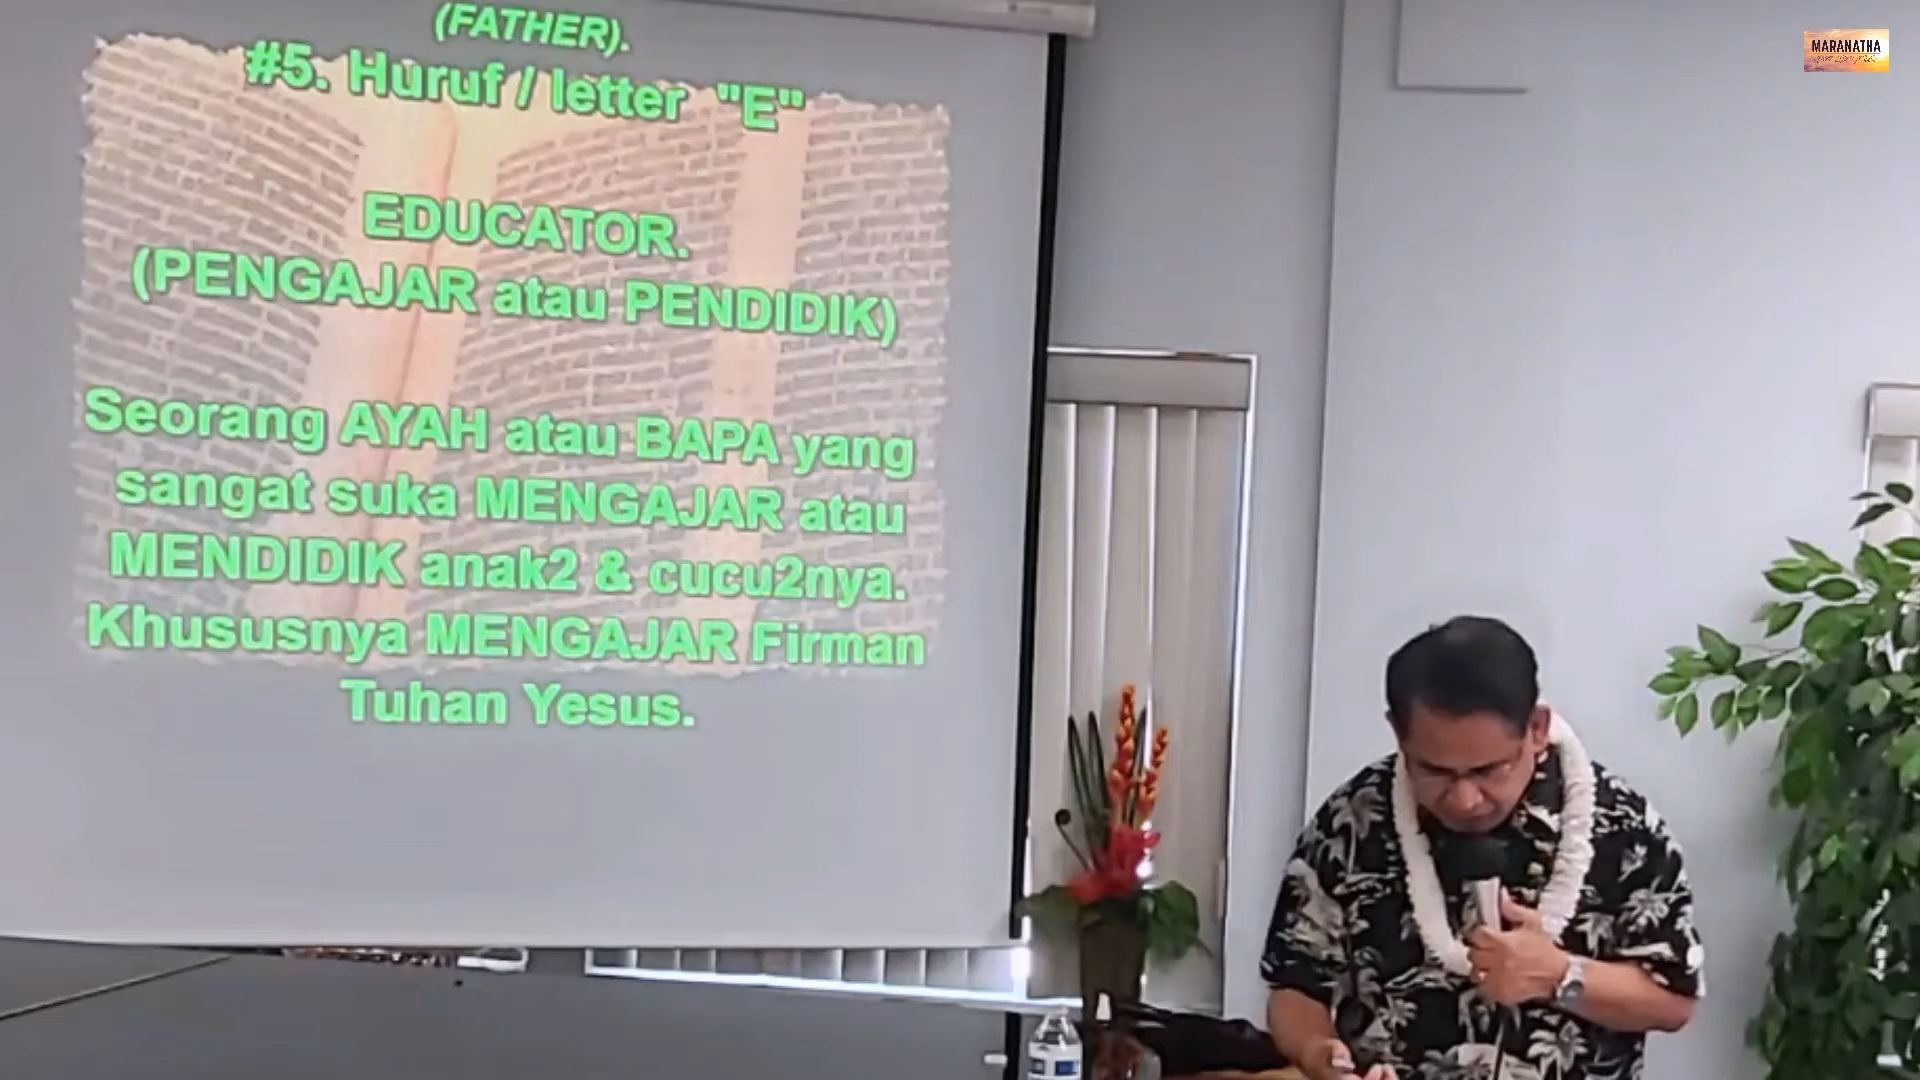 (FATHER).
#5. Huruf / letter "E"
EDUCATOR.
(PENGAJAR atau PENDIDIK)
Seorang AYAH atau BAPA yang
sangat suka MENGAJAR atau
MENDIDIK anak2 & cucu2nya.
Khususnya MENGAJAR Firman
Tuhan Yesus.
MARANATHA